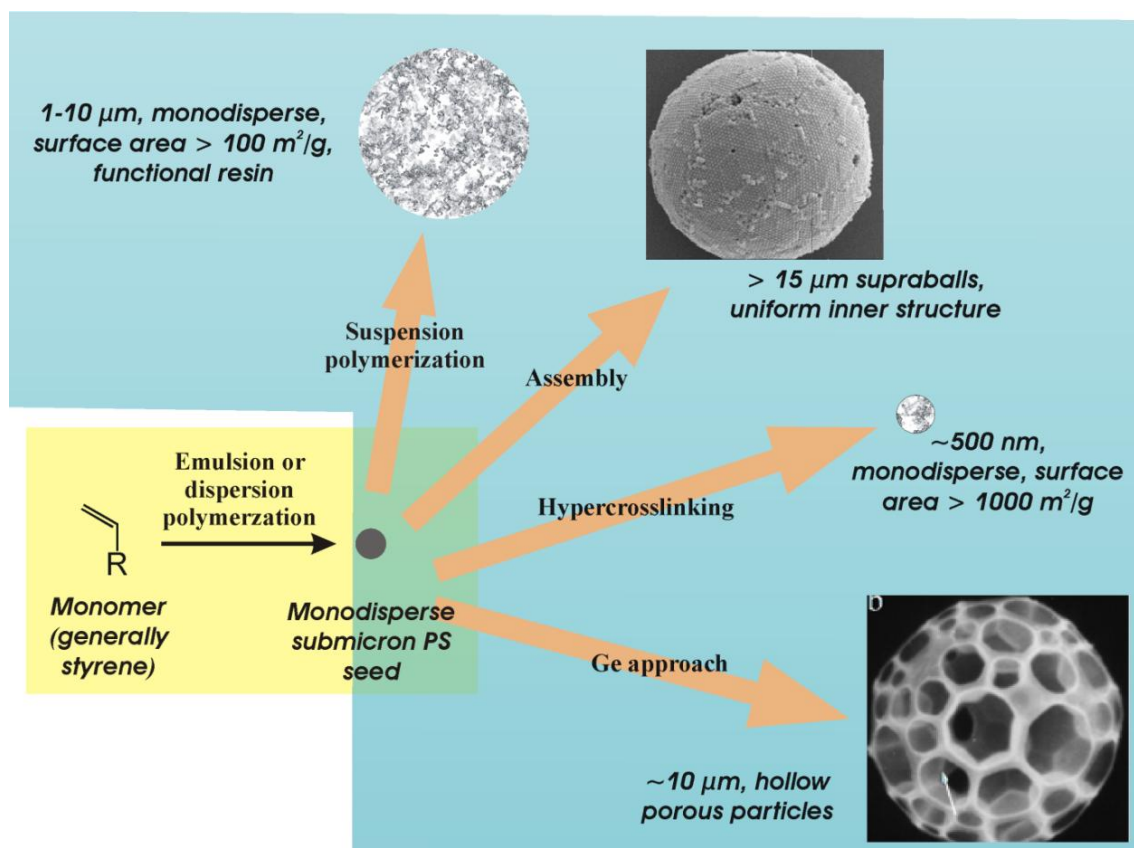 1-10 µm, monodisperse,
surface area > 100 m²/g,
functional resin
> 15 µm supraballs,
uniform inner structure
Suspension
polymerization
Assembly
~500 nm,
monodisperse, surface
area > 1000 m²/g
Hypercrosslinking
Emulsion or
dispersion
polymerzation
R
Monomer
(generally
styrene)
Monodisperse
submicron PS
seed
Ge approach
~10 µm, hollow
porous particles